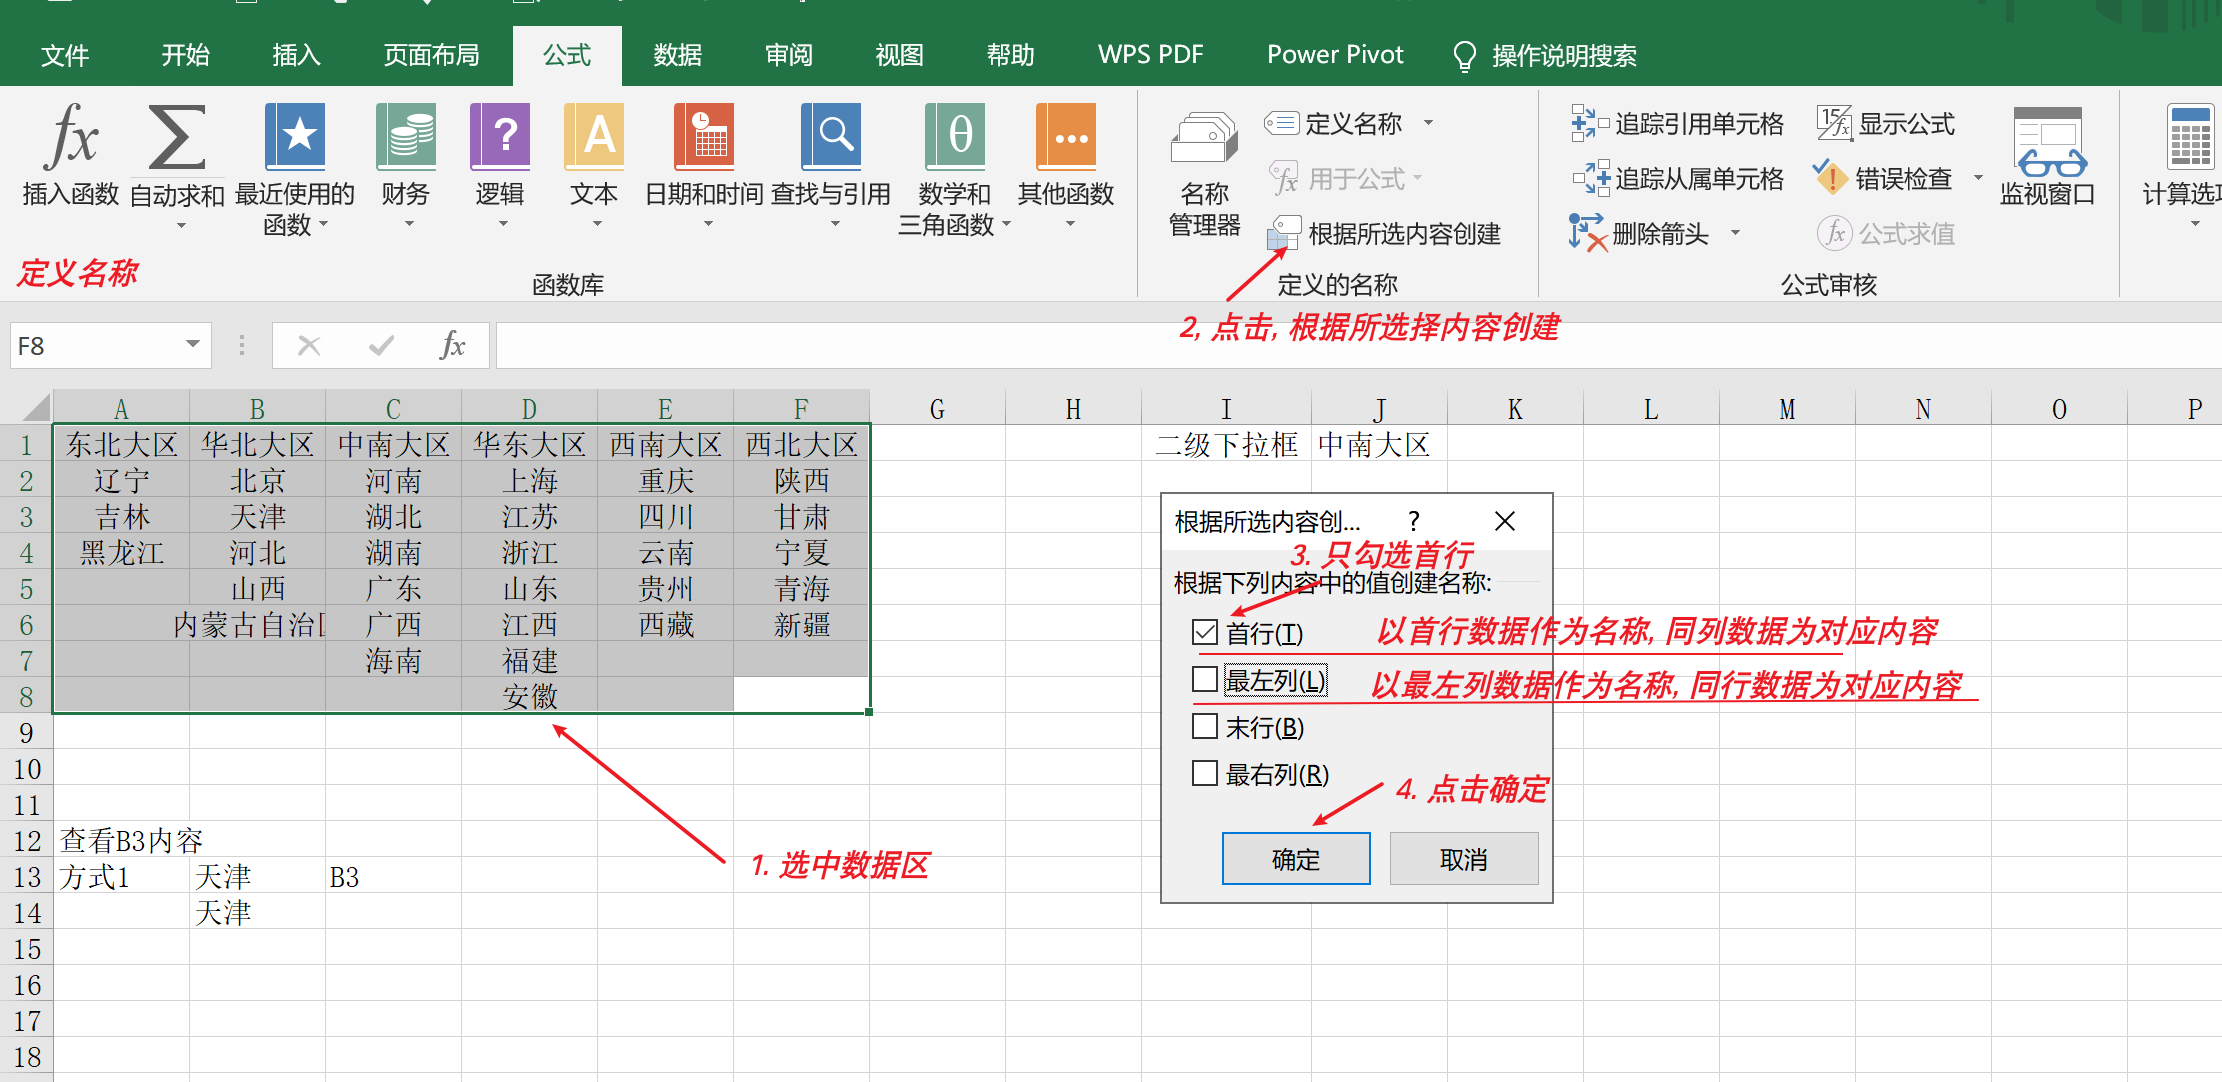 文件 开始 插入 页面布局 公式 数据 审阅 视图 帮助 WPS PDF Power Pivot 操作说明搜索
fx 插入函数
自动求和
最近使用的
函数
财务
? 逻辑
A 文本
日期和时间
查找与引用
θ 数学和
三角函数
其他函数
函数库
名称
管理器
定义名称
fx 用于公式
根据所选内容创建
定义的名称
追踪引用单元格
追踪从属单元格
删除箭头
15 fx 显示公式
错误检查
fx 公式求值
监视窗口
公式审核
计算选项
定义名称
2, 点击, 根据所选择内容创建
F8 fx
A B C D E F G H I J K L M N O P
1 东北大区 华北大区 中南大区 华东大区 西南大区 西北大区 二级下拉框 中南大区
2 辽宁 北京 河南 上海 重庆 陕西
3 吉林 天津 湖北 江苏 四川 甘肃
4 黑龙江 河北 湖南 浙江 云南 宁夏
5 山西 广东 山东 贵州 青海
6 内蒙古自治区 广西 江西 西藏 新疆
7 海南 福建
8 安徽
9
10
11
12 查看B3内容
13 方式1 天津 B3
14 天津
15
16
17
18
1. 选中数据区
根据所选内容创... ?
3. 只勾选首行
根据下列内容中的值创建名称:
首行(T) 以首行数据作为名称, 同列数据为对应内容
最左列(L) 以最左列数据作为名称, 同行数据为对应内容
末行(B)
最右列(R)
4. 点击确定
确定 取消